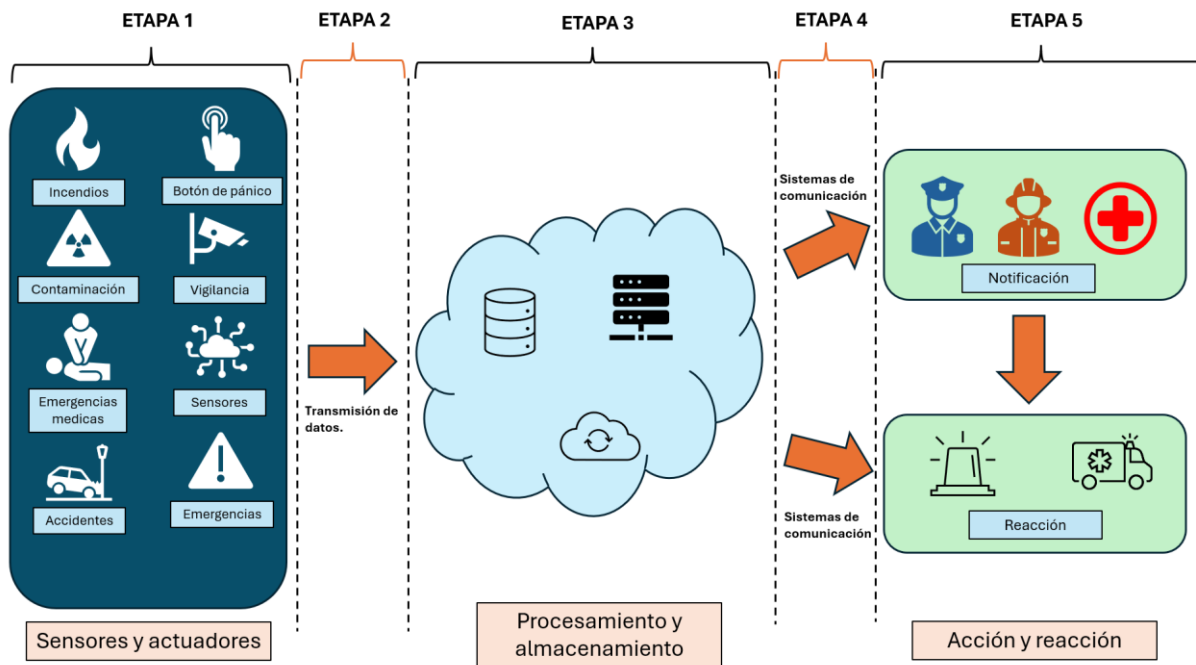 ETAPA 1
ETAPA 2
ETAPA 3
ETAPA 4
ETAPA 5
Incendios
Botón de pánico
Contaminación
Vigilancia
Emergencias
medicas
Sensores
Accidentes
Emergencias
Sensores y actuadores
Transmisión de
datos.
Procesamiento y
almacenamiento
Sistemas de
comunicación
Sistemas de
comunicación
Notificación
Reacción
Acción y reacción